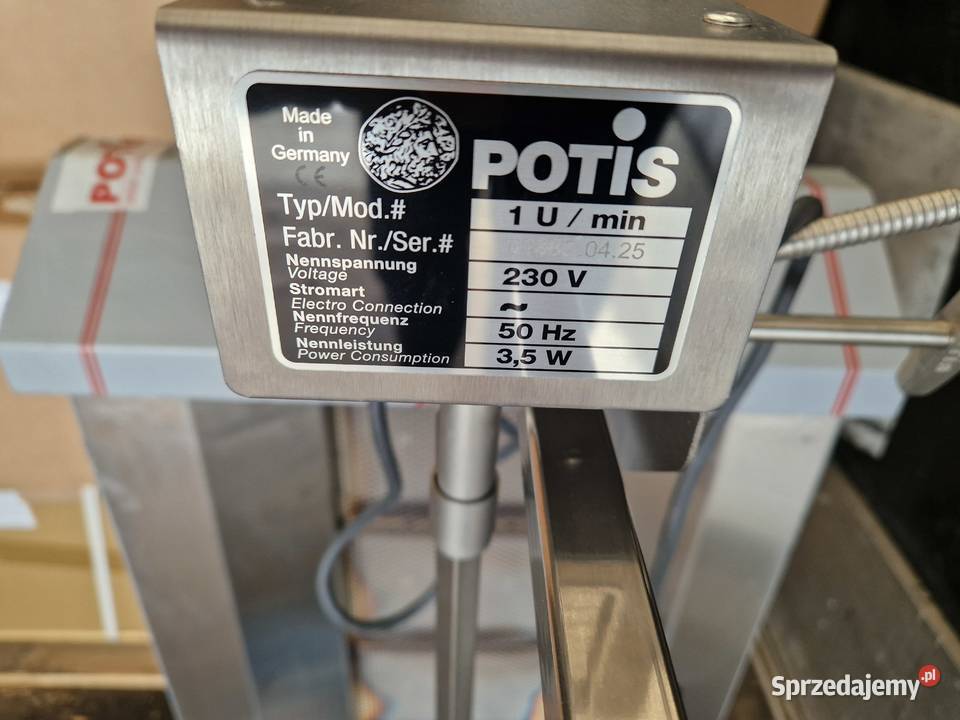 Made
in
Germany
CE
POTIS
Typ/Mod.# 1 U / min
Fabr. Nr./Ser.# 04.25
Nennspannung
Voltage 230 V
Stromart
Electro Connection ~
Nennfrequenz
Frequency 50 Hz
Nennleistung
Power Consumption 3,5 W
PO
Sprzedajemy.pl